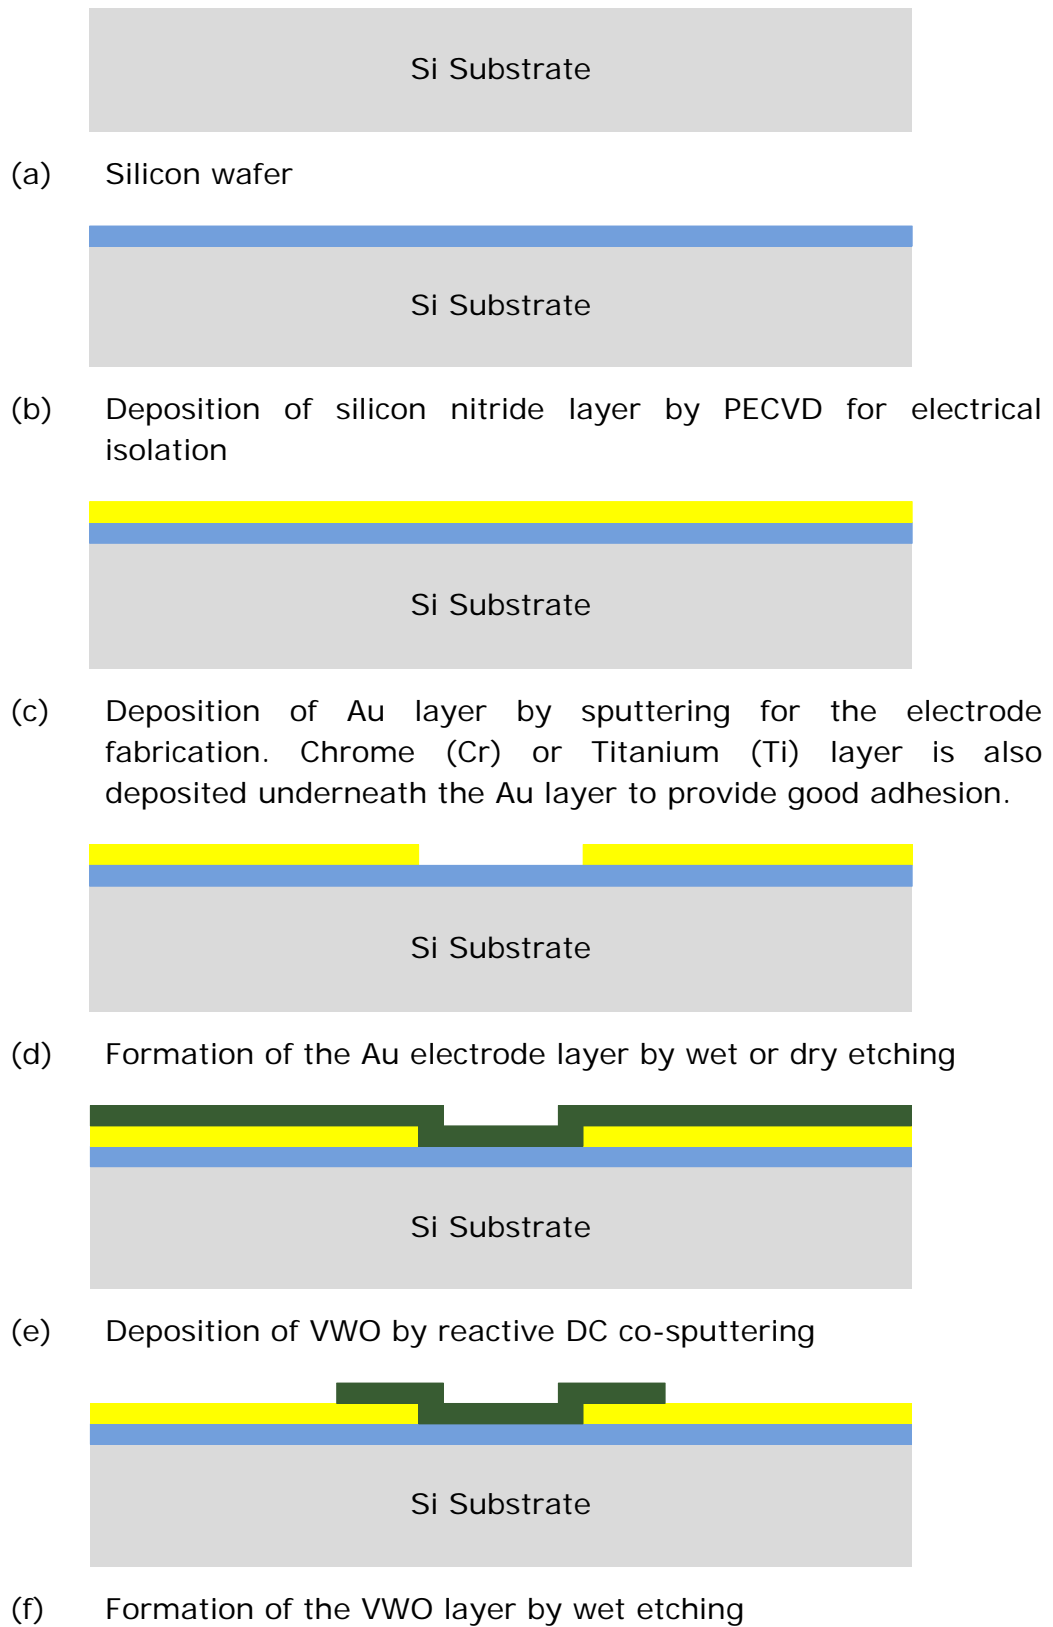 Si Substrate
(a) Silicon wafer
Si Substrate
(b) Deposition of silicon nitride layer by PECVD for electrical
isolation
Si Substrate
(c) Deposition of Au layer by sputtering for the electrode
fabrication. Chrome (Cr) or Titanium (Ti) layer is also
deposited underneath the Au layer to provide good adhesion.
Si Substrate
(d) Formation of the Au electrode layer by wet or dry etching
Si Substrate
(e) Deposition of VWO by reactive DC co-sputtering
Si Substrate
(f) Formation of the VWO layer by wet etching